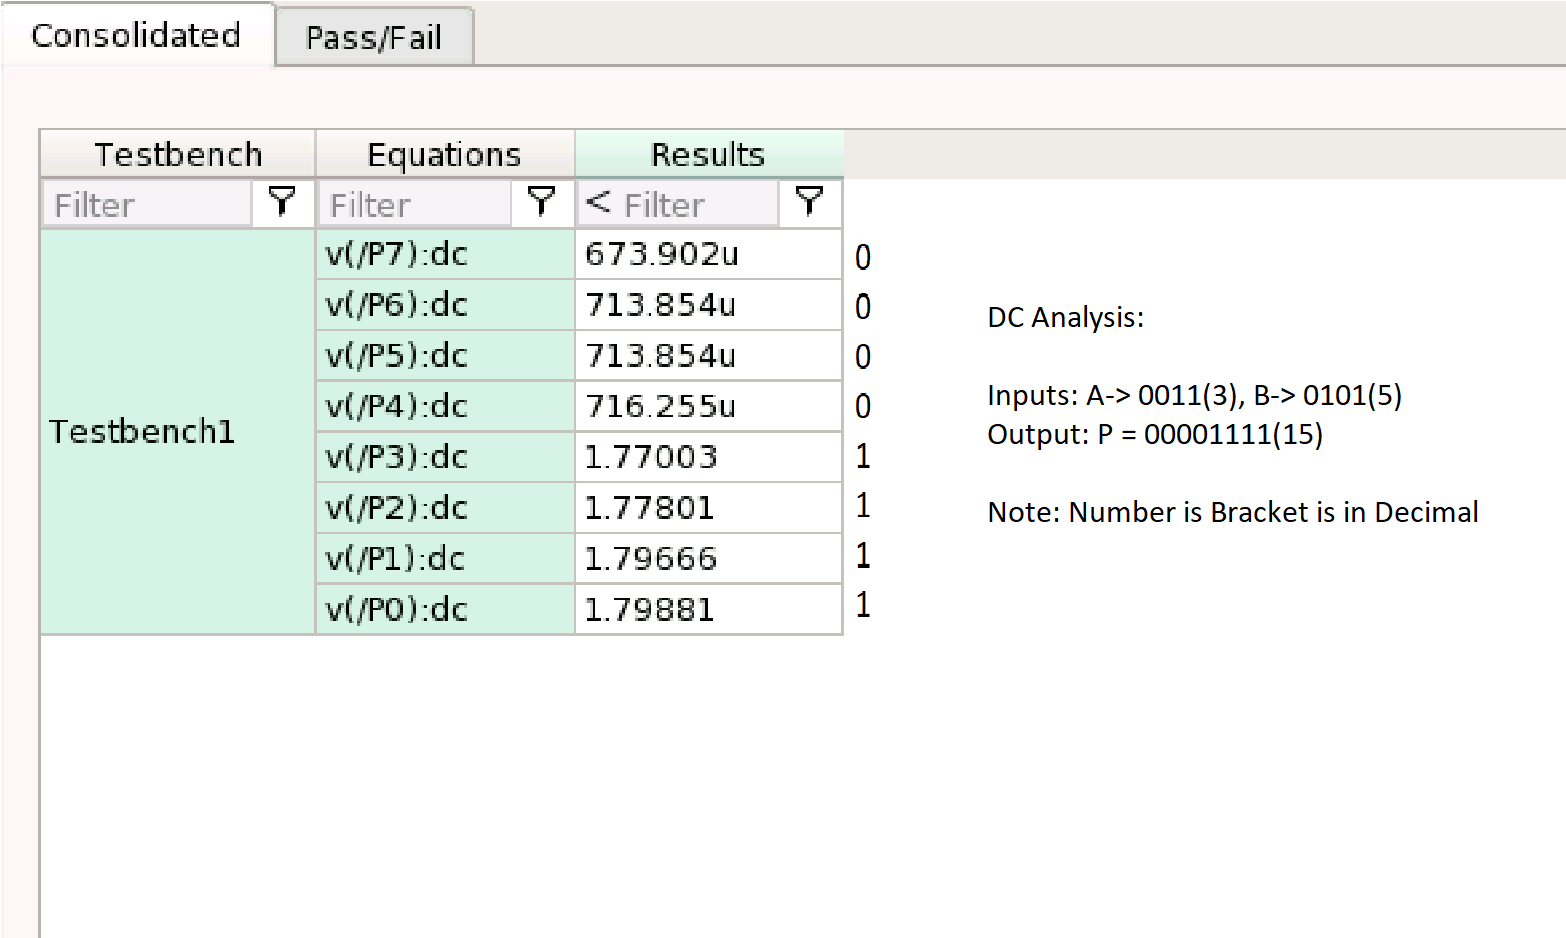 Consolidated Pass/Fail
Testbench Equations Results
Filter Filter < Filter
v(/P7):dc 673.902u 0
v(/P6):dc 713.854u 0
v(/P5):dc 713.854u 0
v(/P4):dc 716.255u 0
Testbench1
v(/P3):dc 1.77003 1
v(/P2):dc 1.77801 1
v(/P1):dc 1.79666 1
v(/P0):dc 1.79881 1
DC Analysis:
Inputs: A-> 0011(3), B-> 0101(5)
Output: P = 00001111(15)
Note: Number is Bracket is in Decimal